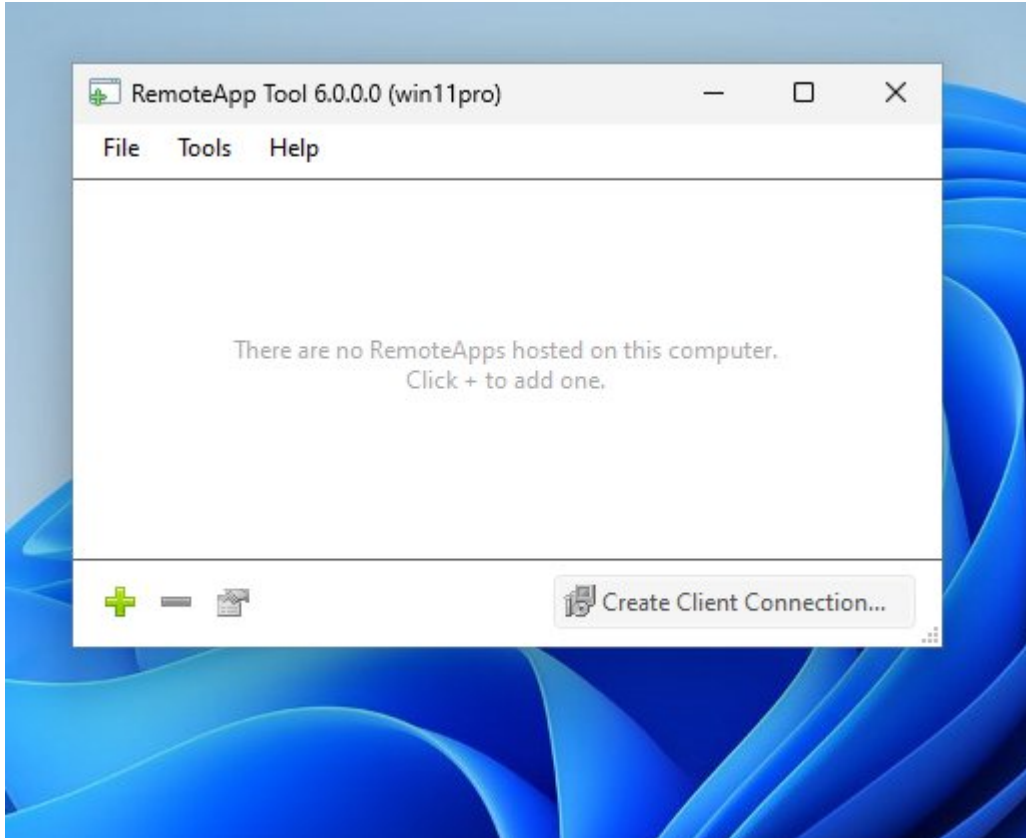 RemoteApp Tool 6.0.0.0 (win11pro)
File Tools Help
There are no RemoteApps hosted on this computer.
Click + to add one.
Create Client Connection...